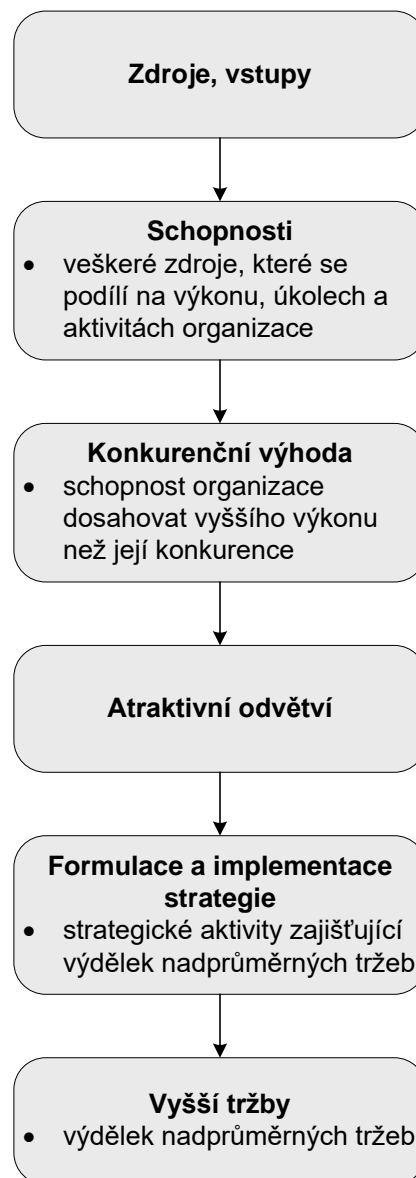 Zdroje, vstupy
Schopnosti
• veškeré zdroje, které se
podílí na výkonu, úkolech a
aktivitách organizace
Konkurenční výhoda
• schopnost organizace
dosahovat vyššího výkonu
než její konkurence
Atraktivní odvětví
Formulace a implementace
strategie
• strategické aktivity zajišťující
výdělek nadprůměrných tržeb
Vyšší tržby
• výdělek nadprůměrných tržeb